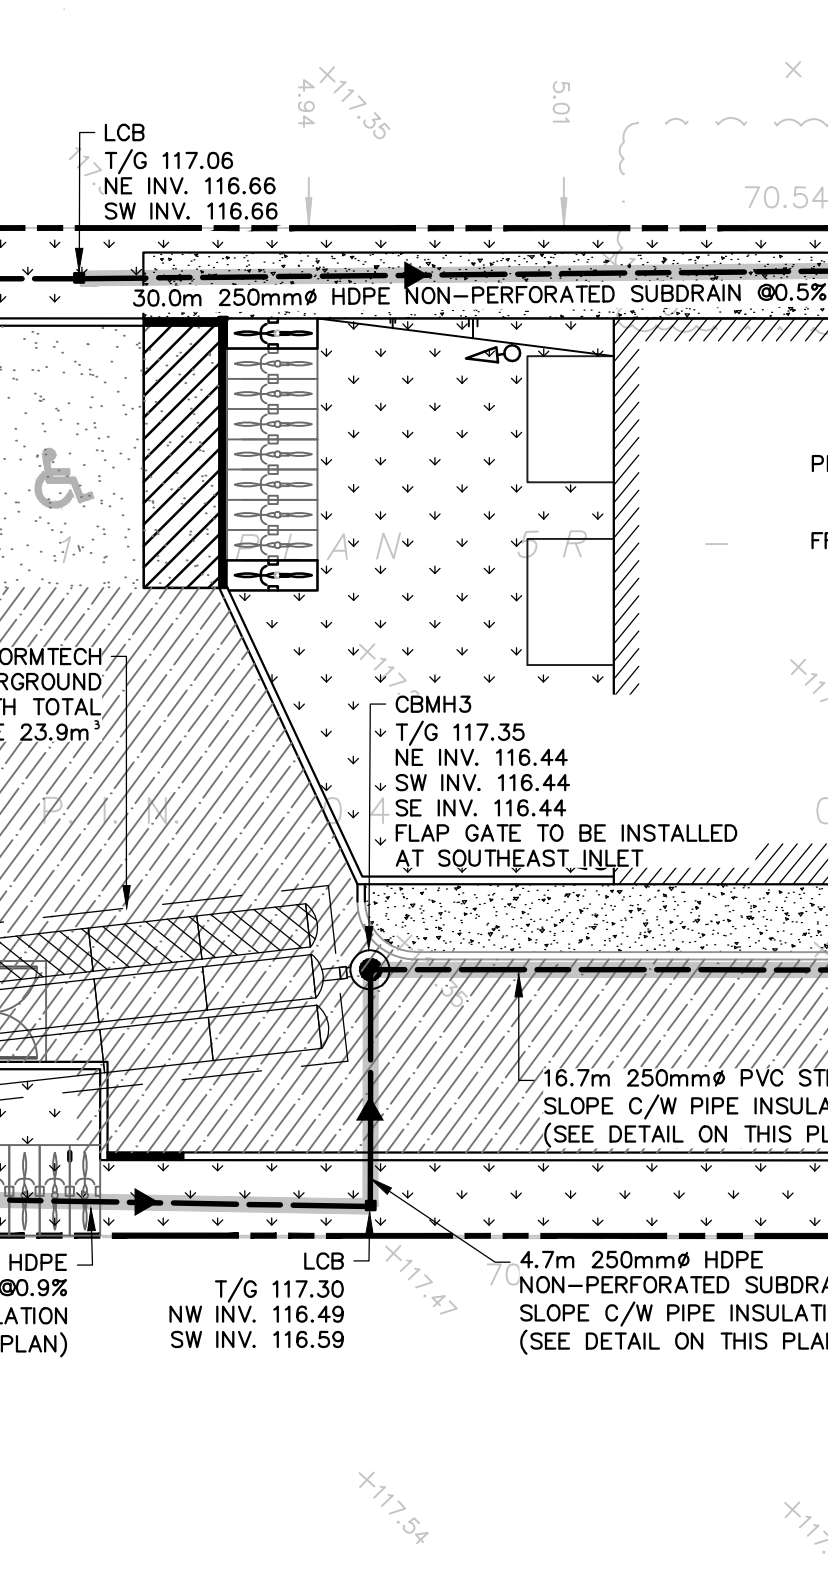 4.94
117.35
5.01
LCB
T/G 117.06
NE INV. 116.66
SW INV. 116.66
70.54
30.0m 250mmø HDPE NON-PERFORATED SUBDRAIN @0.5%
1
PLAN 5R -
ORMTECH
RGROUND
TH TOTAL
23.9m³
CBMH3
T/G 117.35
NE INV. 116.44
SW INV. 116.44
SE INV. 116.44
FLAP GATE TO BE INSTALLED
AT SOUTHEAST INLET
P.I.N. 04
16.7m 250mmø PVC
SLOPE C/W PIPE INSULA
(SEE DETAIL ON THIS
HDPE
@0.9%
LATION
PLAN)
LCB
T/G 117.30
NW INV. 116.49
SW INV. 116.59
117.47
70
4.7m 250mmø HDPE
NON-PERFORATED SUBDRA
SLOPE C/W PIPE INSULATI
(SEE DETAIL ON THIS PLA
117.54